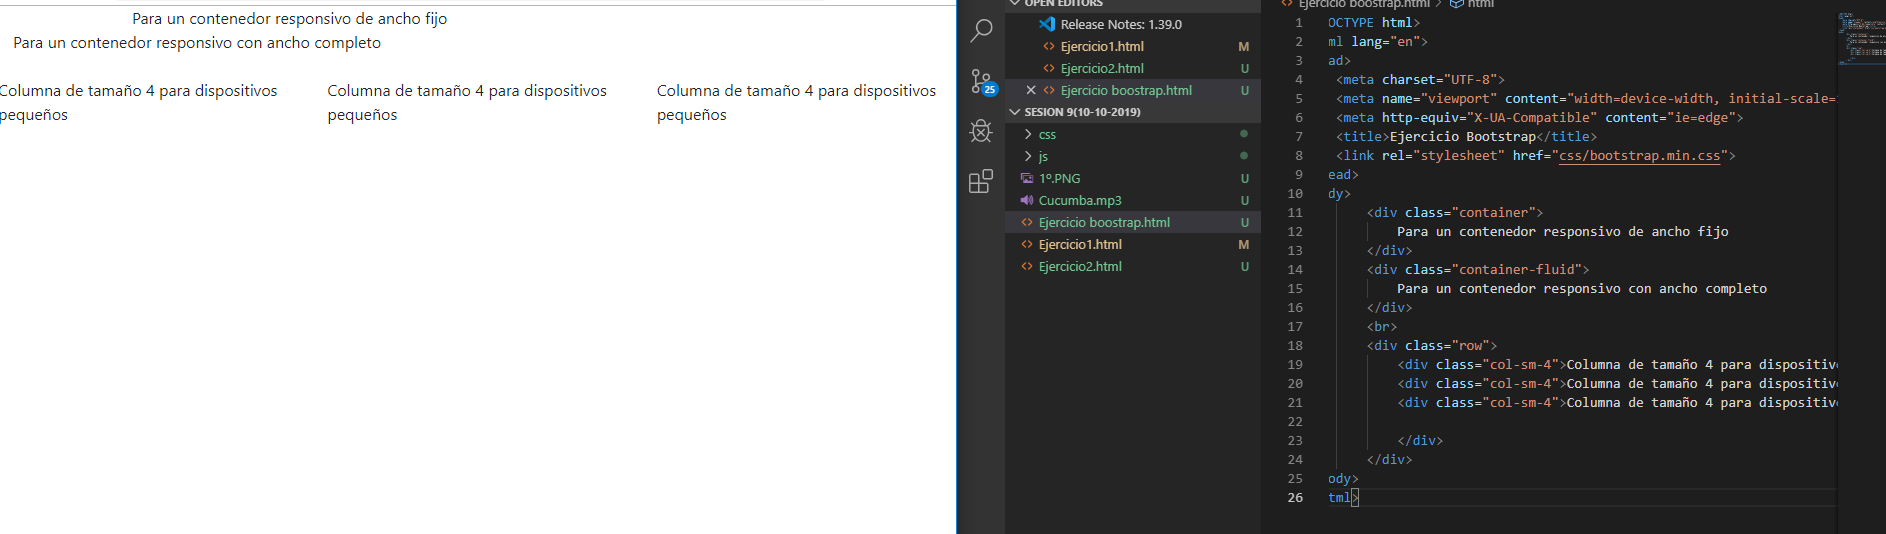 Para un contenedor responsivo de ancho fijo
Para un contenedor responsivo con ancho completo
Columna de tamaño 4 para dispositivos pequeños
Columna de tamaño 4 para dispositivos pequeños
Columna de tamaño 4 para dispositivos pequeños
25
OPEN EDITORS
Release Notes: 1.39.0
Ejercicio1.html M
Ejercicio2.html U
Ejercicio boostrap.html U
SESION 9(10-10-2019)
css
js
1º.PNG U
Cucumba.mp3 U
Ejercicio boostrap.html U
Ejercicio1.html M
Ejercicio2.html U
Ejercicio boostrap.html > html
1 OCTYPE html>
2 ml lang="en">
3 ad>
4 <meta charset="UTF-8">
5 <meta name="viewport" content="width=device-width, initial-scale=
6 <meta http-equiv="X-UA-Compatible" content="ie=edge">
7 <title>Ejercicio Bootstrap</title>
8 <link rel="stylesheet" href="css/bootstrap.min.css">
9 ead>
10 dy>
11 <div class="container">
12 Para un contenedor responsivo de ancho fijo
13 </div>
14 <div class="container-fluid">
15 Para un contenedor responsivo con ancho completo
16 </div>
17 <br>
18 <div class="row">
19 <div class="col-sm-4">Columna de tamaño 4 para dispositiv
20 <div class="col-sm-4">Columna de tamaño 4 para dispositiv
21 <div class="col-sm-4">Columna de tamaño 4 para dispositiv
22
23 </div>
24 </div>
25 ody>
26 tml>